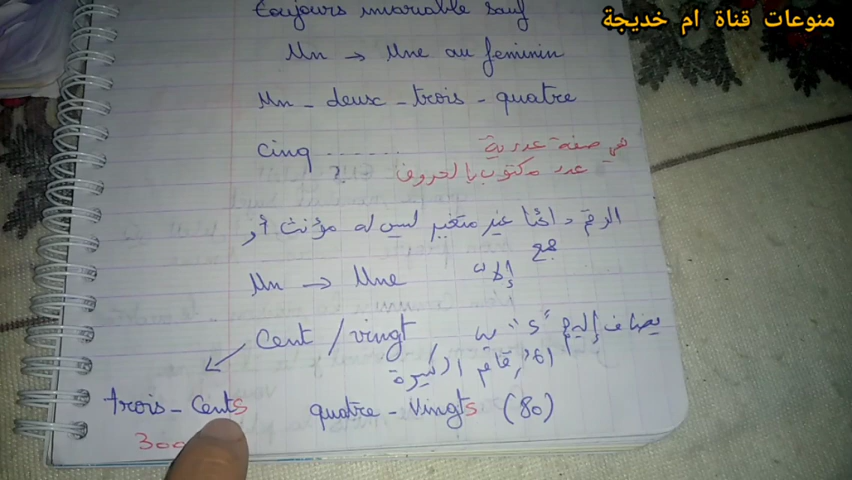 منوعات قناة ام خديجة
toujours invariable sauf
Un → Une au feminin
Un - deux - trois - quatre
cinq ........ هي صفة عددية
عدد مكتوب بالحروف
الرقم دائما غير متغير ليس له مؤنث أو
جمع
Un → Une إلا
Cent / vingt يضاف إليهم "s" ب
الأرقام الكبيرة
trois - Cents quatre - Vingts (80)
300